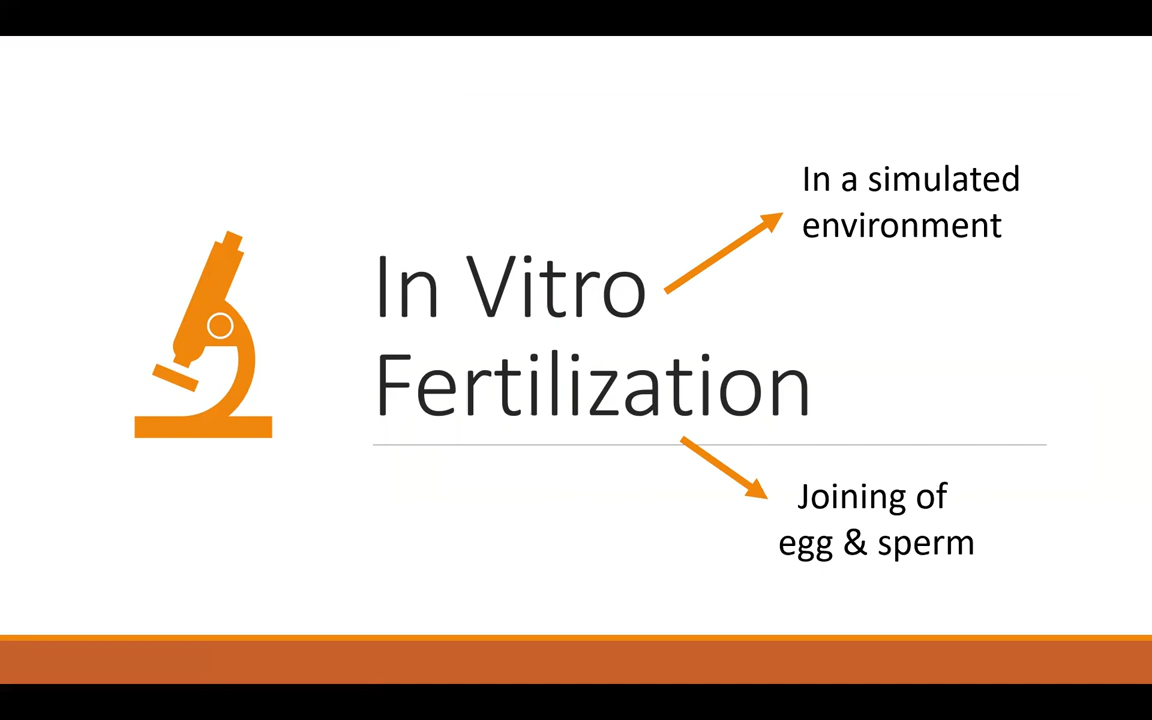 In a simulated
environment
In Vitro
Fertilization
Joining of
egg & sperm